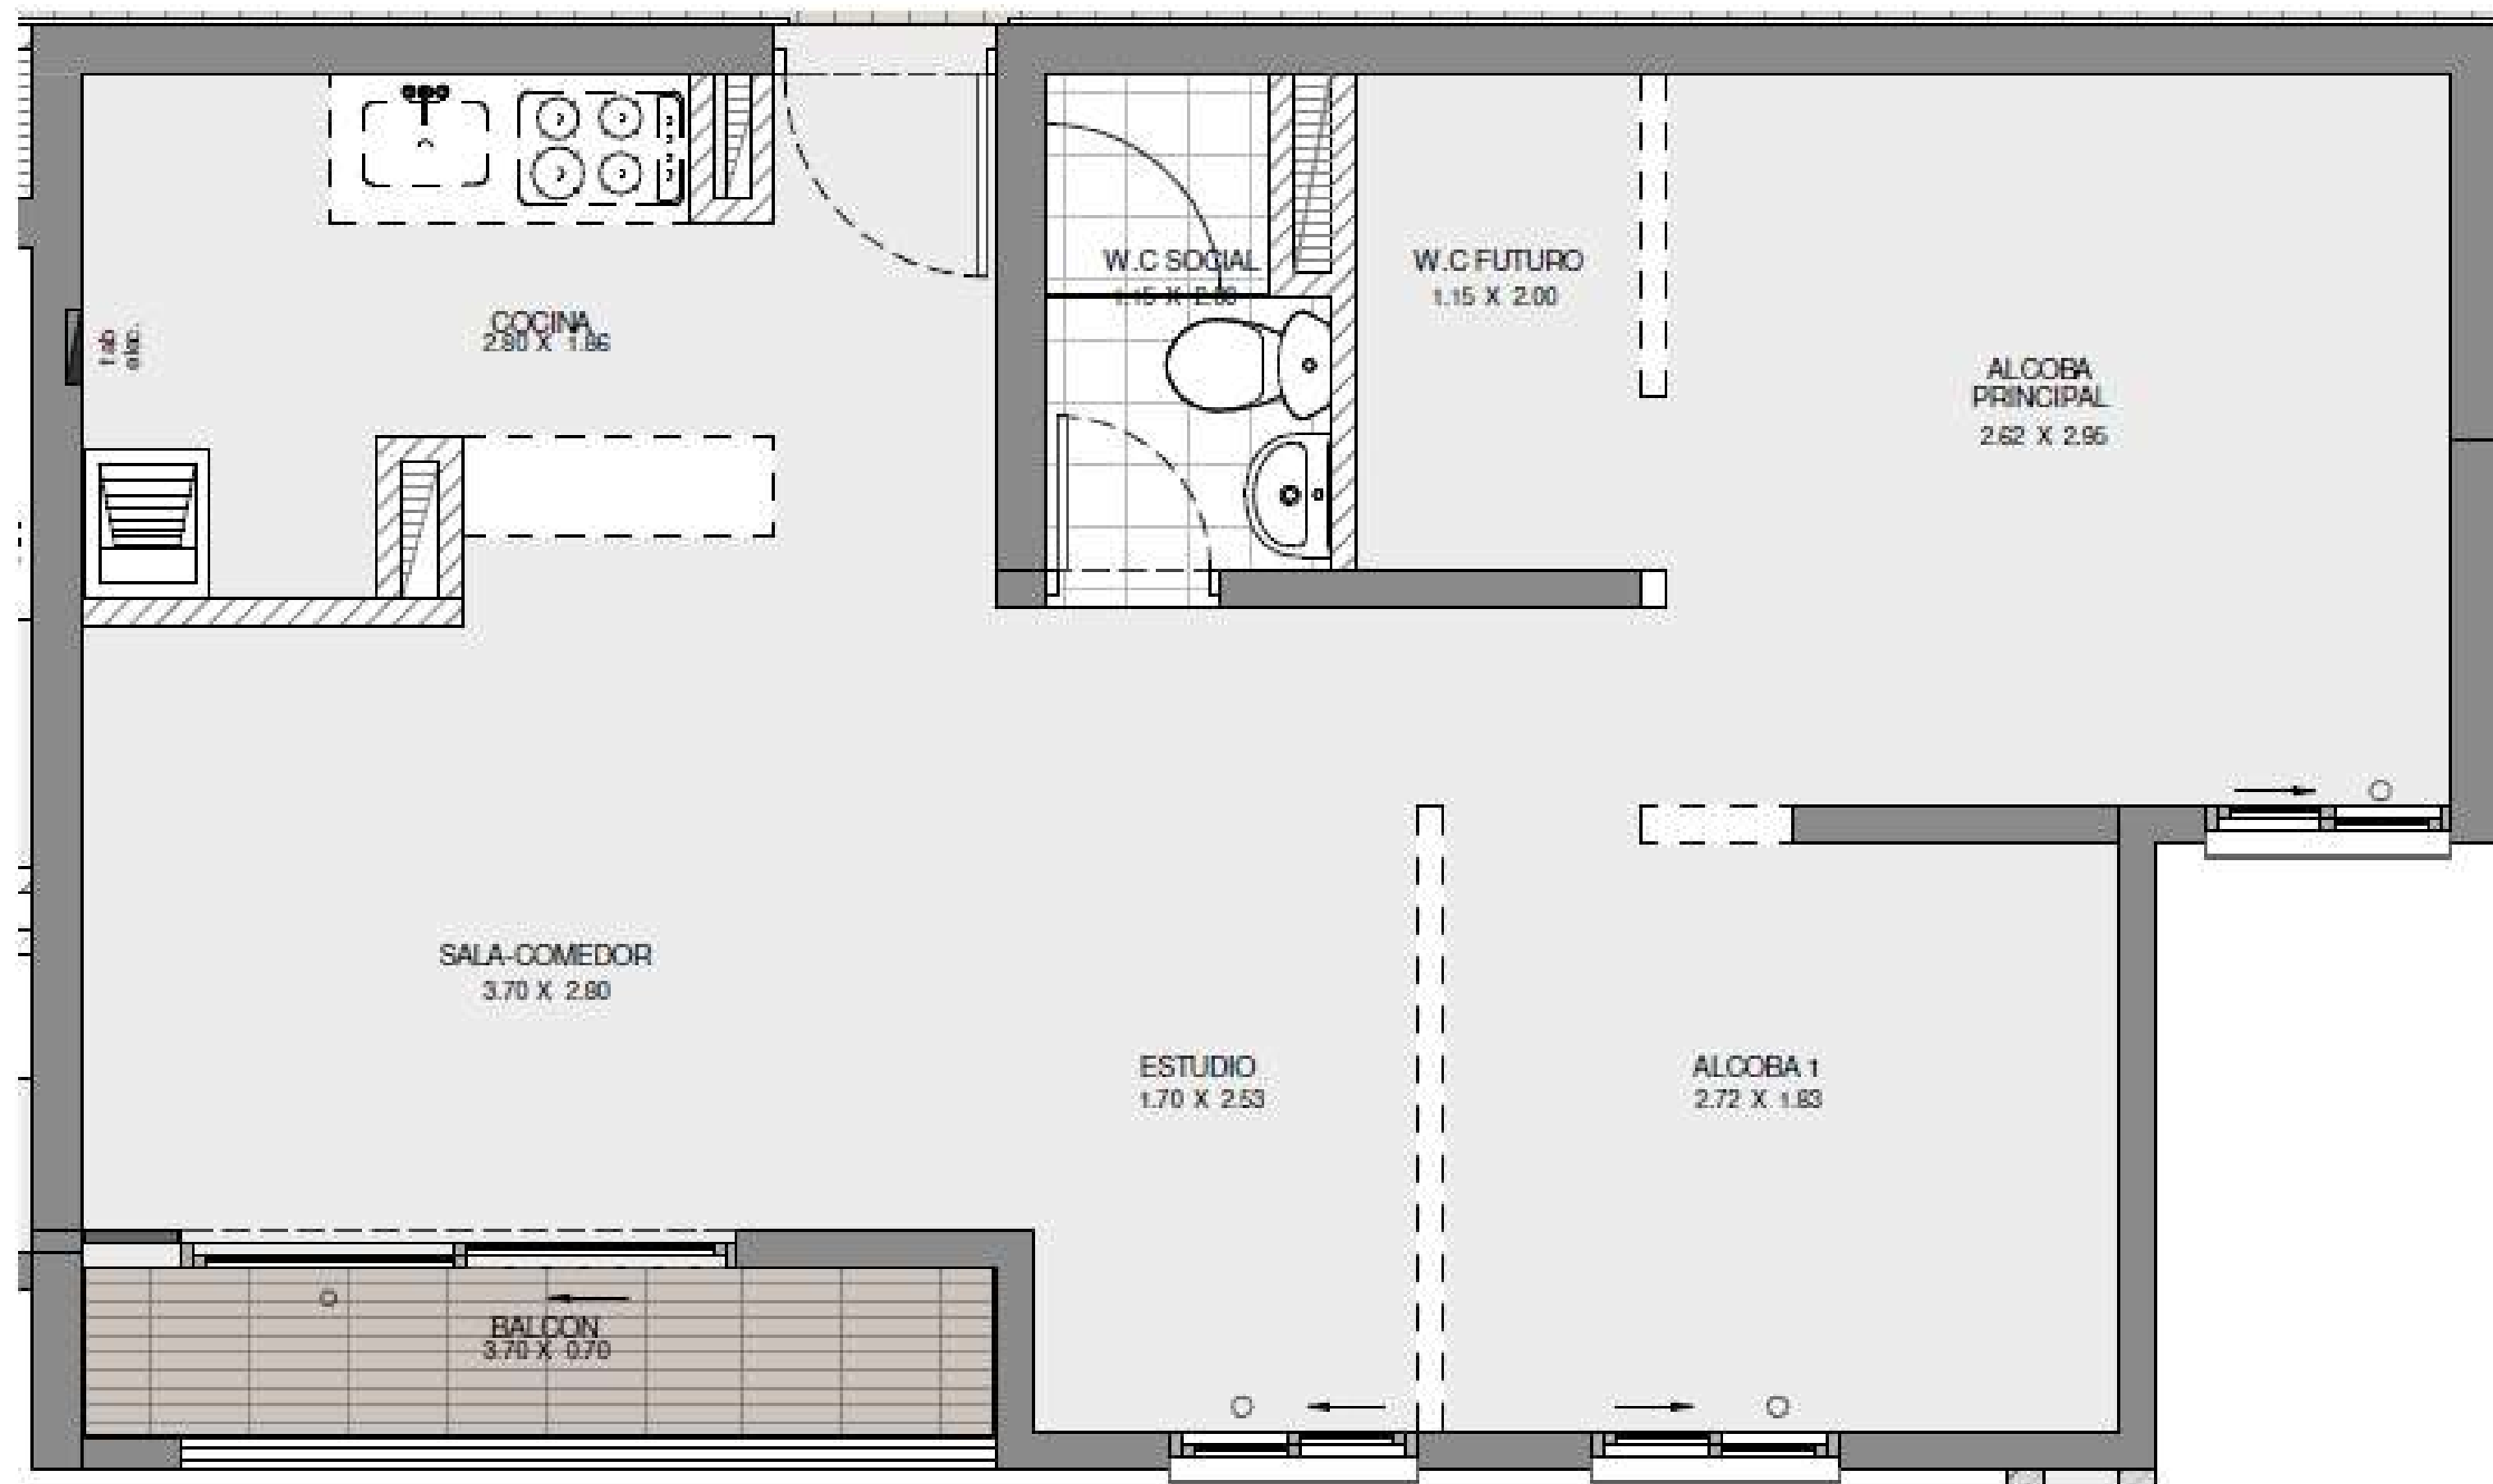 COCINA
2.80 X 1.86
W.C SOCIAL
W.C FUTURO
1.15 X 2.00
ALCOBA
PRINCIPAL
2.62 X 2.95
SALA-COMEDOR
3.70 X 2.80
ESTUDIO
1.70 X 2.53
ALCOBA 1
2.72 X 1.83
BALCON
3.70 X 0.70